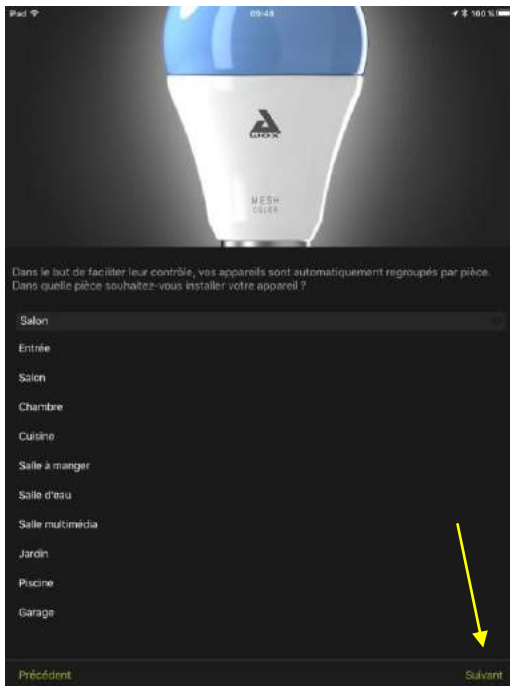 iPad 09:48 100 %
AWOX
MESH
COLOR
Dans le but de faciliter leur contrôle, vos appareils sont automatiquement regroupés par pièce.
Dans quelle pièce souhaitez-vous installer votre appareil ?
Salon
Entrée
Salon
Chambre
Cuisine
Salle à manger
Salle d'eau
Salle multimédia
Jardin
Piscine
Garage
Précédent Suivant